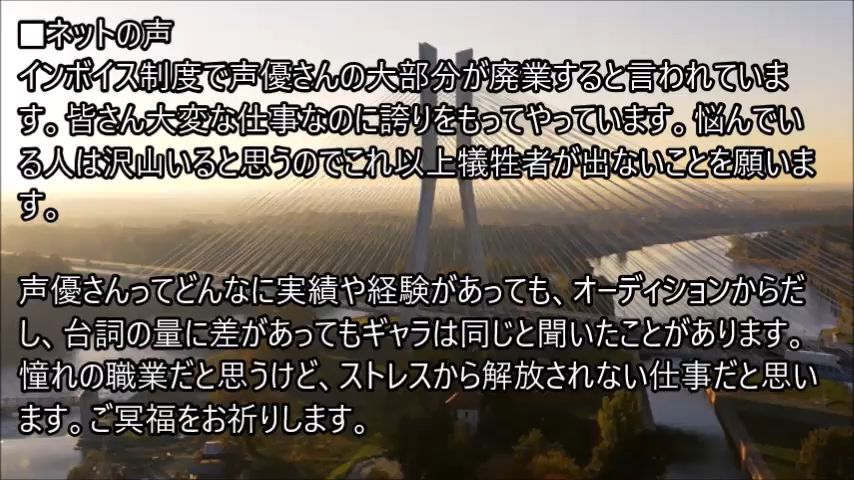 ■ネットの声
インボイス制度で声優さんの大部分が廃業すると言われていま
す。皆さん大変な仕事なのに誇りをもってやっています。悩んでい
る人は沢山いると思うのでこれ以上犠牲者が出ないことを願いま
す。
声優さんってどんなに実績や経験があっても、オーディションからだ
し、台詞の量に差があってもギャラは同じと聞いたことがあります。
憧れの職業だと思うけど、ストレスから解放されない仕事だと思い
ます。ご冥福をお祈りします。